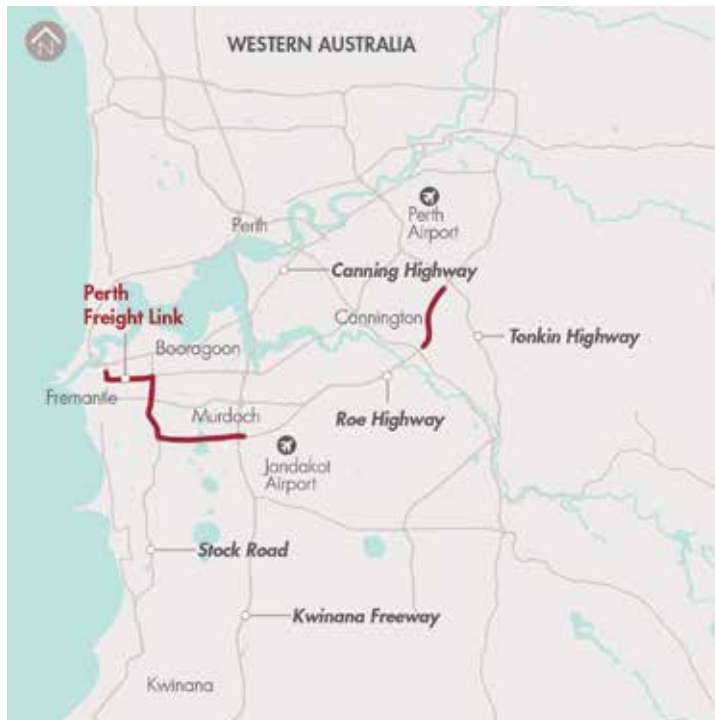 N
WESTERN AUSTRALIA
Perth
Airport
Perth
Canning Highway
Perth
Freight Link
Cannington
Tonkin Highway
Booragoon
Fremantle
Murdoch
Roe Highway
Jandakot
Airport
Stock Road
Kwinana Freeway
Kwinana